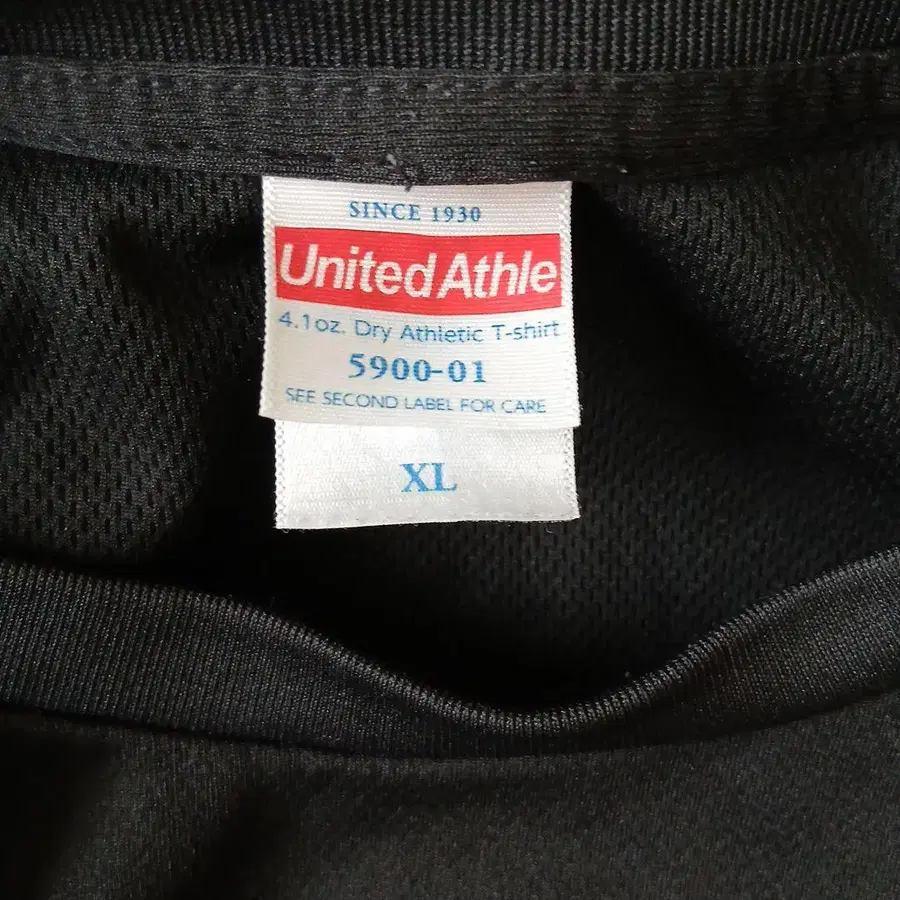 SINCE 1930
United Athle
4.1oz. Dry Athletic T-shirt
5900-01
SEE SECOND LABEL FOR CARE
XL